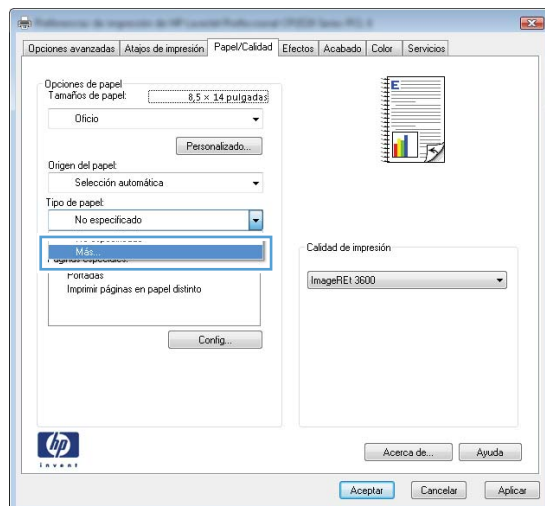 Opciones avanzadas Atajos de impresión Papel/Calidad Efectos Acabado Color Servicios
Opciones de papel
Tamaños de papel: 8,5 × 14 pulgadas
Oficio
Personalizado...
Origen del papel:
Selección automática
Tipo de papel:
No especificado
Más...
Portadas
Imprimir páginas en papel distinto
Config...
E
Calidad de impresión
ImageREt 3600
hp
invent
Acerca de... Ayuda
Aceptar Cancelar Aplicar